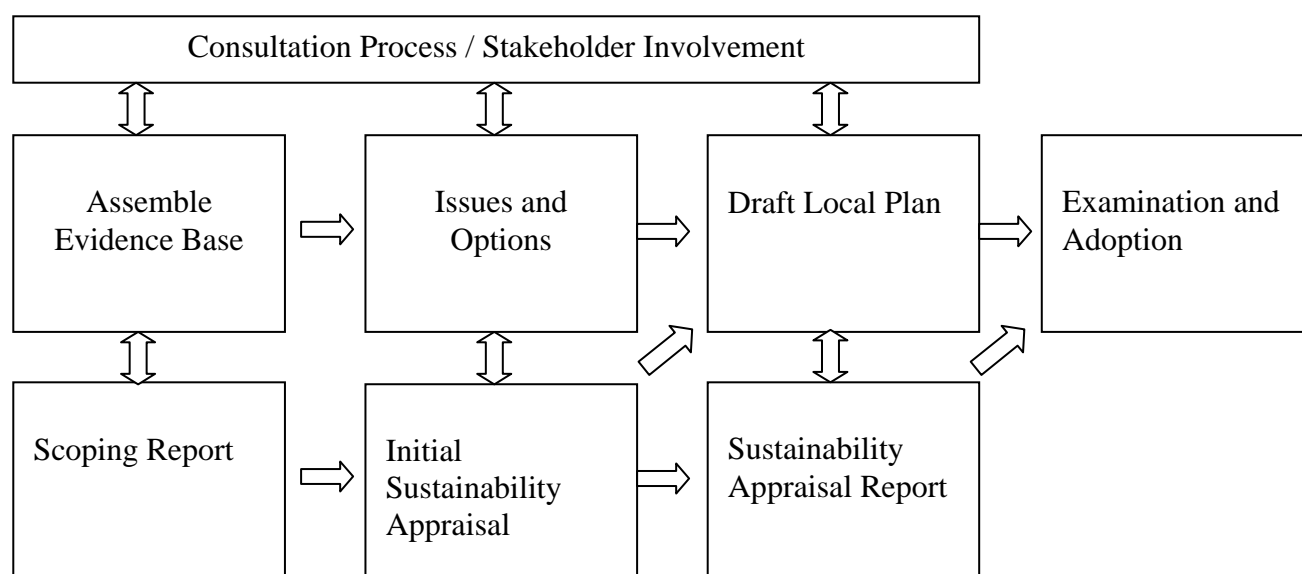 Consultation Process / Stakeholder Involvement
Assemble
Evidence Base
Issues and
Options
Draft Local Plan
Examination and
Adoption
Scoping Report
Initial
Sustainability
Appraisal
Sustainability
Appraisal Report